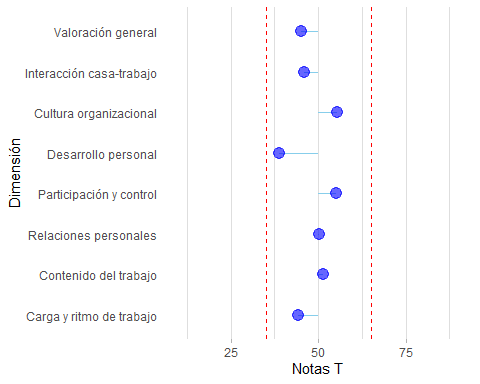 Valoración general
Interacción casa-trabajo
Cultura organizacional
Desarrollo personal
Participación y control
Relaciones personales
Contenido del trabajo
Carga y ritmo de trabajo
Dimensión
25 50 75
Notas T